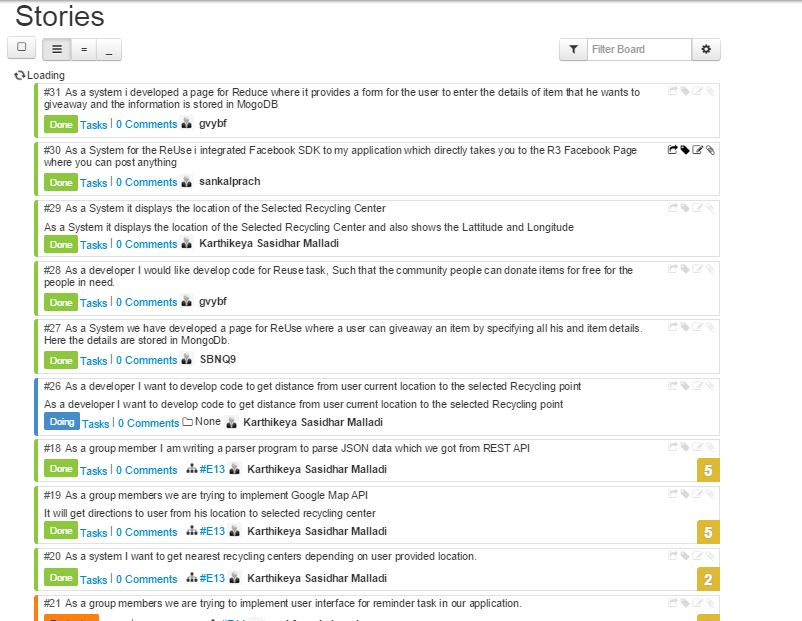 Stories
Filter Board
Loading
#31 As a system i developed a page for Reduce where it provides a form for the user to enter the details of item that he wants to
giveaway and the information is stored in MogoDB
Done Tasks | 0 Comments gvybf
#30 As a System for the ReUse i integrated Facebook SDK to my application which directly takes you to the R3 Facebook Page
where you can post anything
Done Tasks | 0 Comments sankalprach
#29 As a System it displays the location of the Selected Recycling Center
As a System it displays the location of the Selected Recycling Center and also shows the Lattitude and Longitude
Done Tasks | 0 Comments Karthikeya Sasidhar Malladi
#28 As a developer I would like develop code for Reuse task, Such that the community people can donate items for free for the
people in need.
Done Tasks | 0 Comments gvybf
#27 As a System we have developed a page for ReUse where a user can giveaway an item by specifying all his and item details.
Here the details are stored in MongoDb.
Done Tasks | 0 Comments SBNQ9
#26 As a developer I want to develop code to get distance from user current location to the selected Recycling point
As a developer I want to develop code to get distance from user current location to the selected Recycling point
Doing Tasks | 0 Comments None Karthikeya Sasidhar Malladi
#18 As a group member I am writing a parser program to parse JSON data which we got from REST API
Done Tasks | 0 Comments #E13 Karthikeya Sasidhar Malladi 5
#19 As a group members we are trying to implement Google Map API
It will get directions to user from his location to selected recycling center
Done Tasks | 0 Comments #E13 Karthikeya Sasidhar Malladi 5
#20 As a system I want to get nearest recycling centers depending on user provided location.
Done Tasks | 0 Comments #E13 Karthikeya Sasidhar Malladi 2
#21 As a group members we are trying to implement user interface for reminder task in our application.